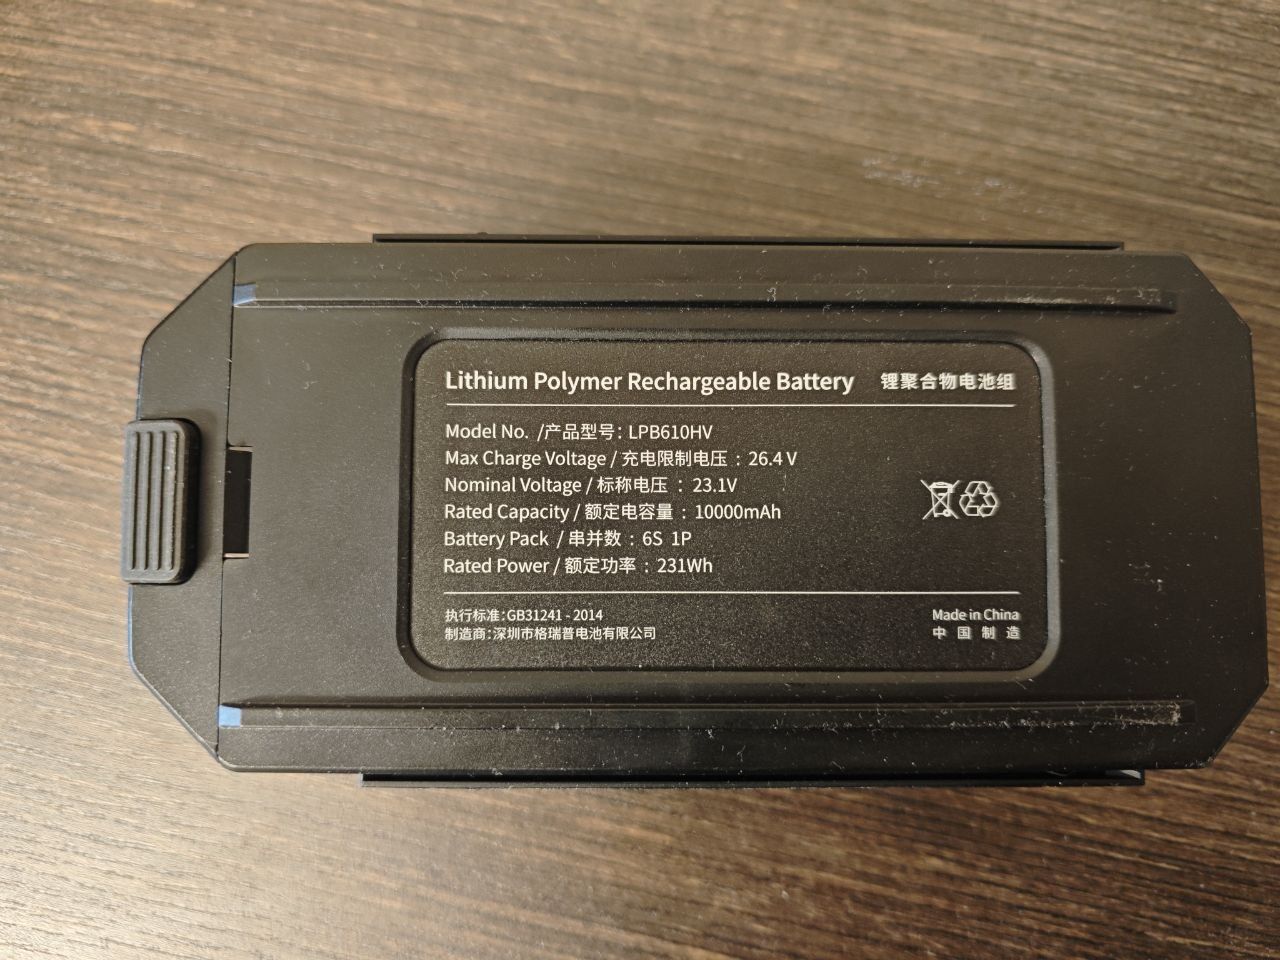 Lithium Polymer Rechargeable Battery 锂聚合物电池组
Model No. /产品型号: LPB610HV
Max Charge Voltage / 充电限制电压 : 26.4 V
Nominal Voltage / 标称电压 : 23.1V
Rated Capacity / 额定电容量 : 10000mAh
Battery Pack / 串并数 : 6S 1P
Rated Power / 额定功率 : 231Wh
执行标准: GB31241 - 2014
制造商: 深圳市格瑞普电池有限公司
Made in China
中国制造